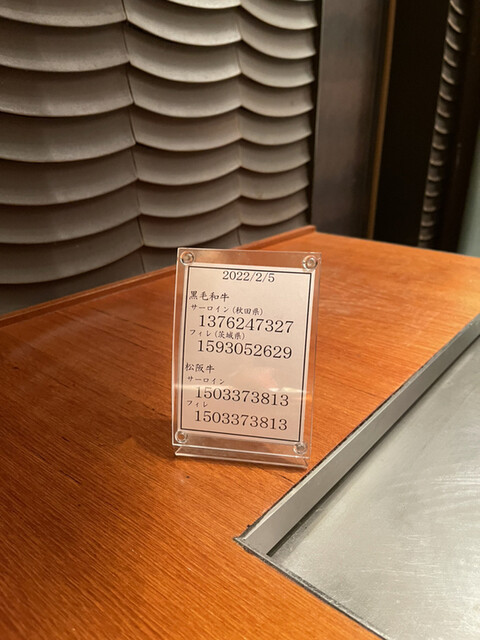 2022/2/5
黒毛和牛
サーロイン(秋田県)
1376247327
フィレ(茨城県)
1593052629
松阪牛
サーロイン
1503373813
フィレ
1503373813